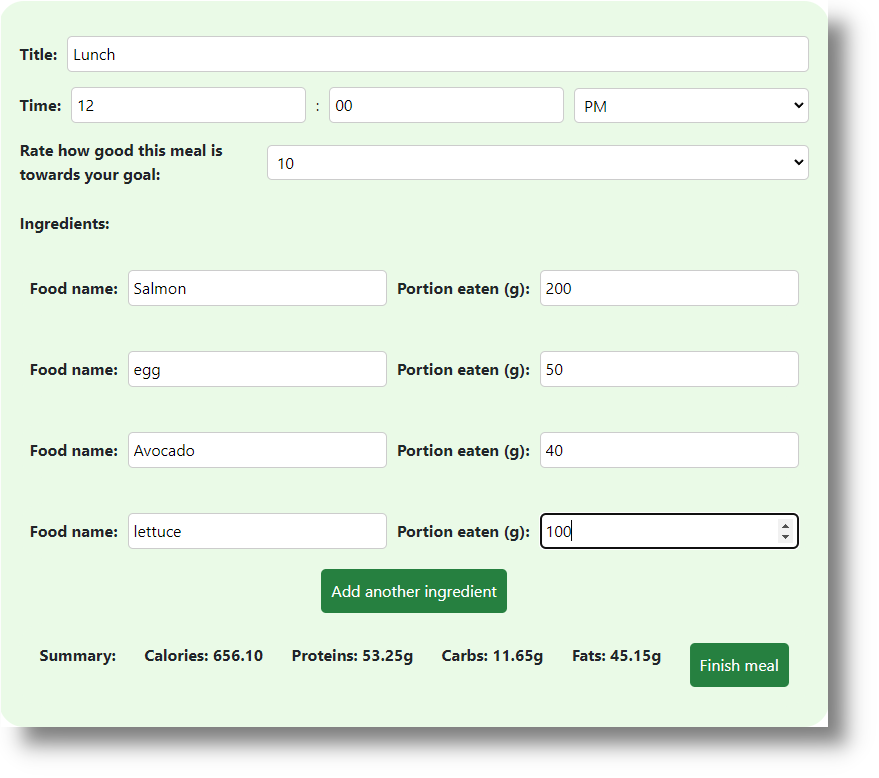 Title: Lunch
Time: 12 : 00 PM
Rate how good this meal is
towards your goal: 10
Ingredients:
Food name: Salmon Portion eaten (g): 200
Food name: egg Portion eaten (g): 50
Food name: Avocado Portion eaten (g): 40
Food name: lettuce Portion eaten (g): 100
Add another ingredient
Summary: Calories: 656.10 Proteins: 53.25g Carbs: 11.65g Fats: 45.15g Finish meal